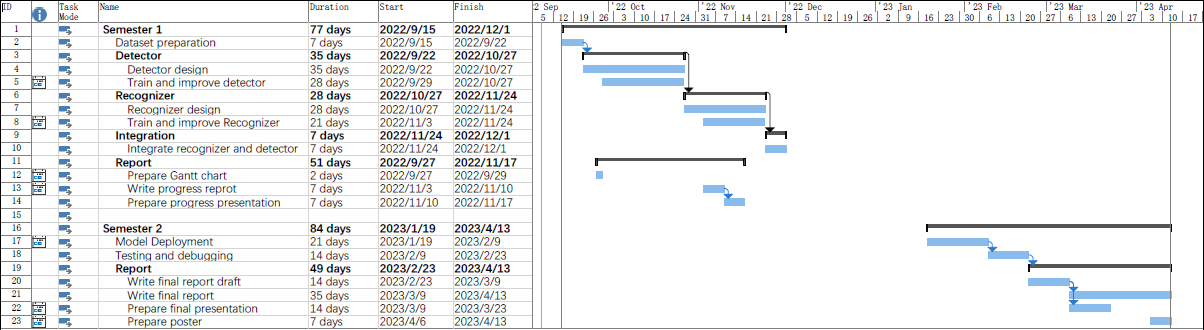 ID Task Mode Name Duration Start Finish 2 Sep '22 Oct '22 Nov '22 Dec '23 Jan '23 Feb '23 Mar '23 Apr
5 12 19 26 3 10 17 24 31 7 14 21 28 5 12 19 26 2 9 16 23 30 6 13 20 27 6 13 20 27 3 10 17
1 Semester 1 77 days 2022/9/15 2022/12/1
2 Dataset preparation 7 days 2022/9/15 2022/9/22
3 Detector 35 days 2022/9/22 2022/10/27
4 Detector design 35 days 2022/9/22 2022/10/27
5 Train and improve detector 28 days 2022/9/29 2022/10/27
6 Recognizer 28 days 2022/10/27 2022/11/24
7 Recognizer design 28 days 2022/10/27 2022/11/24
8 Train and improve Recognizer 21 days 2022/11/3 2022/11/24
9 Integration 7 days 2022/11/24 2022/12/1
10 Integrate recognizer and detector 7 days 2022/11/24 2022/12/1
11 Report 51 days 2022/9/27 2022/11/17
12 Prepare Gantt chart 2 days 2022/9/27 2022/9/29
13 Write progress reprot 7 days 2022/11/3 2022/11/10
14 Prepare progress presentation 7 days 2022/11/10 2022/11/17
15
16 Semester 2 84 days 2023/1/19 2023/4/13
17 Model Deployment 21 days 2023/1/19 2023/2/9
18 Testing and debugging 14 days 2023/2/9 2023/2/23
19 Report 49 days 2023/2/23 2023/4/13
20 Write final report draft 14 days 2023/2/23 2023/3/9
21 Write final report 35 days 2023/3/9 2023/4/13
22 Prepare final presentation 14 days 2023/3/9 2023/3/23
23 Prepare poster 7 days 2023/4/6 2023/4/13